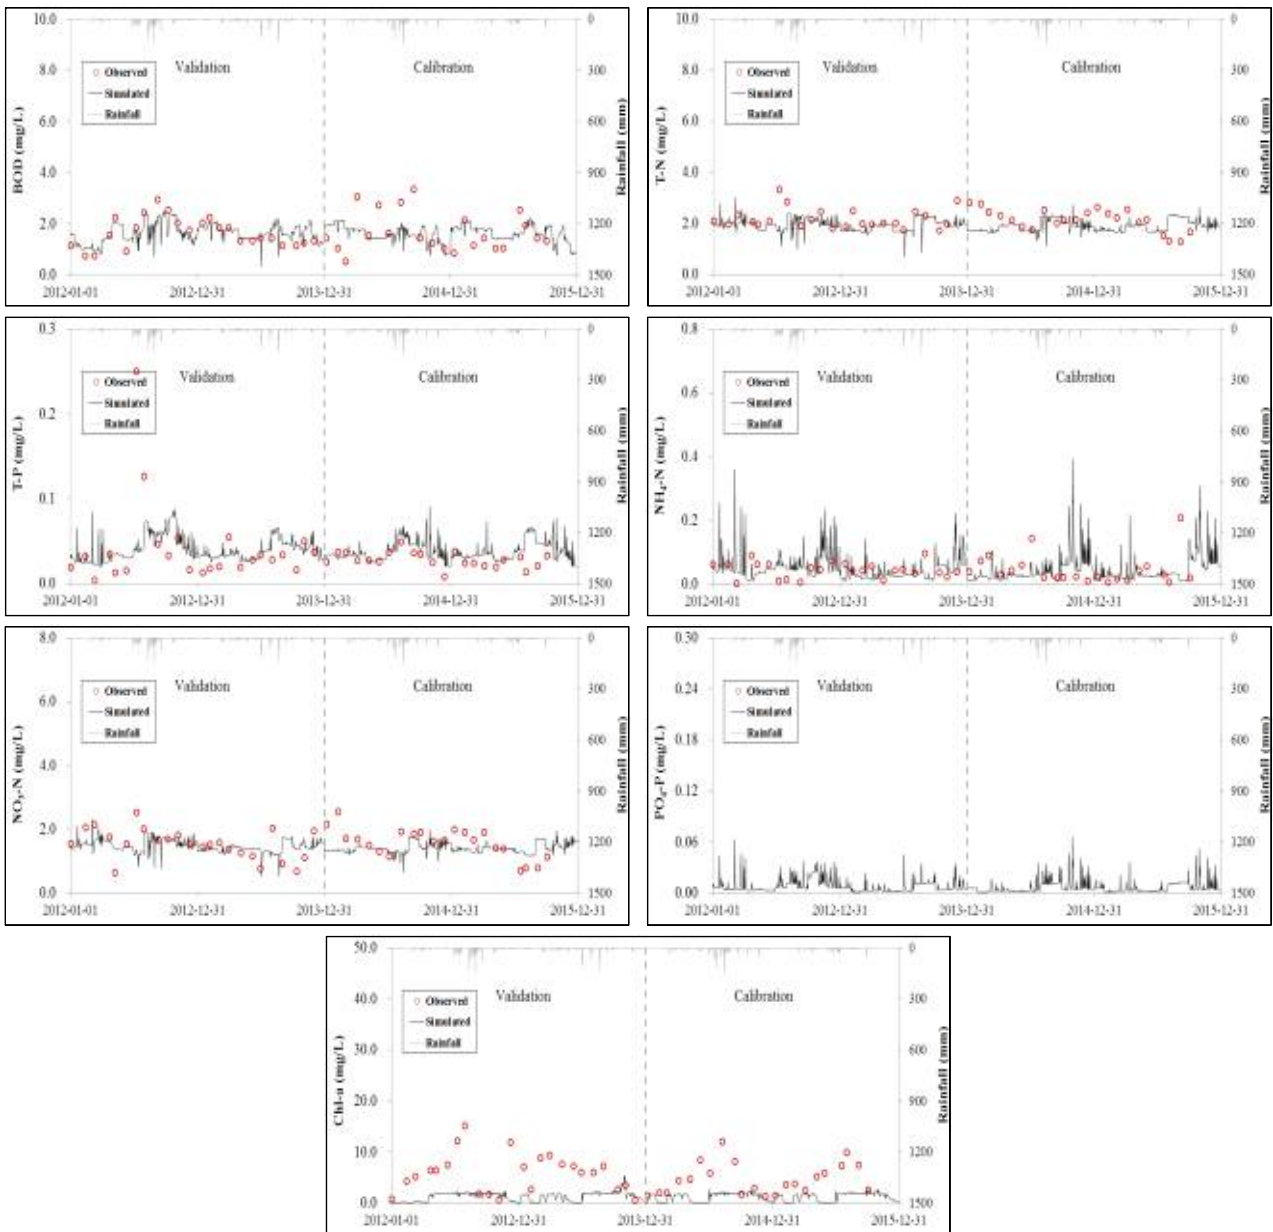 10.0
8.0
6.0
4.0
2.0
0.0
BOD (mg/L)
Observed
Simulated
Rainfall
Validation
Calibration
0
300
600
900
1200
1500
Rainfall (mm)
2012-01-01 2012-12-31 2013-12-31 2014-12-31 2015-12-31
10.0
8.0
6.0
4.0
2.0
0.0
T-N (mg/L)
Observed
Simulated
Rainfall
Validation
Calibration
0
300
600
900
1200
1500
Rainfall (mm)
2012-01-01 2012-12-31 2013-12-31 2014-12-31 2015-12-31
0.3
0.2
0.1
0.0
T-P (mg/L)
Observed
Simulated
Rainfall
Validation
Calibration
0
300
600
900
1200
1500
Rainfall (mm)
2012-01-01 2012-12-31 2013-12-31 2014-12-31 2015-12-31
0.8
0.6
0.4
0.2
0.0
NH₄-N (mg/L)
Observed
Simulated
Rainfall
Validation
Calibration
0
300
600
900
1200
1500
Rainfall (mm)
2012-01-01 2012-12-31 2013-12-31 2014-12-31 2015-12-31
8.0
6.0
4.0
2.0
0.0
NO₃-N (mg/L)
Observed
Simulated
Rainfall
Validation
Calibration
0
300
600
900
1200
1500
Rainfall (mm)
2012-01-01 2012-12-31 2013-12-31 2014-12-31 2015-12-31
0.30
0.24
0.18
0.12
0.06
0.00
PO₄-P (mg/L)
Observed
Simulated
Rainfall
Validation
Calibration
0
300
600
900
1200
1500
Rainfall (mm)
2012-01-01 2012-12-31 2013-12-31 2014-12-31 2015-12-31
50.0
40.0
30.0
20.0
10.0
0.0
Chl-a (mg/L)
Observed
Simulated
Rainfall
Validation
Calibration
0
300
600
900
1200
1500
Rainfall (mm)
2012-01-01 2012-12-31 2013-12-31 2014-12-31 2015-12-31